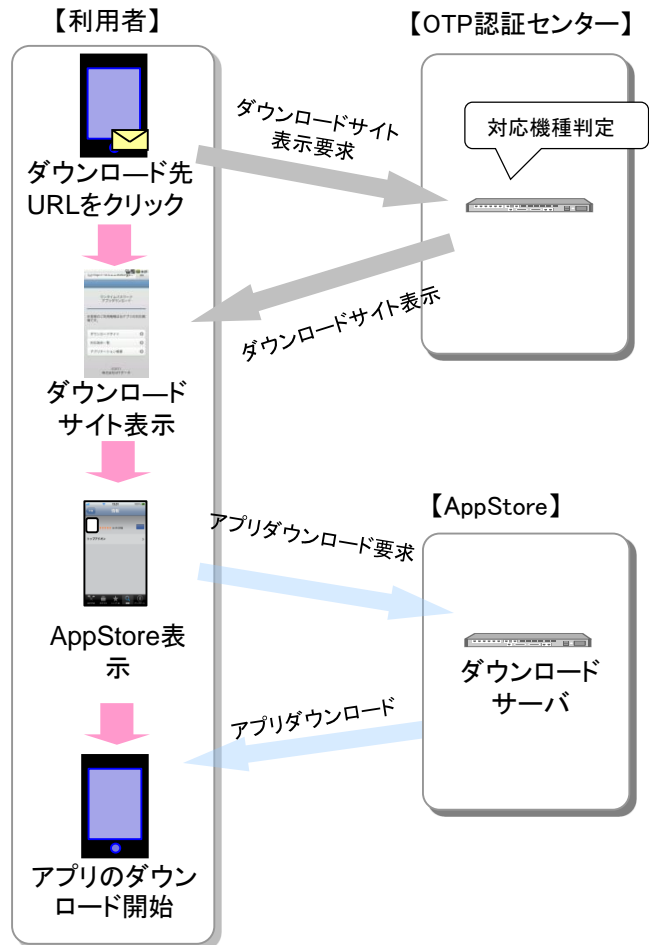 【利用者】
【OTP認証センター】
ダウンロードサイト
表示要求
対応機種判定
ダウンロード先
URLをクリック
ダウンロードサイト表示
ダウンロード
サイト表示
アプリダウンロード要求
【AppStore】
AppStore表
示
ダウンロード
サーバ
アプリダウンロード
アプリのダウン
ロード開始